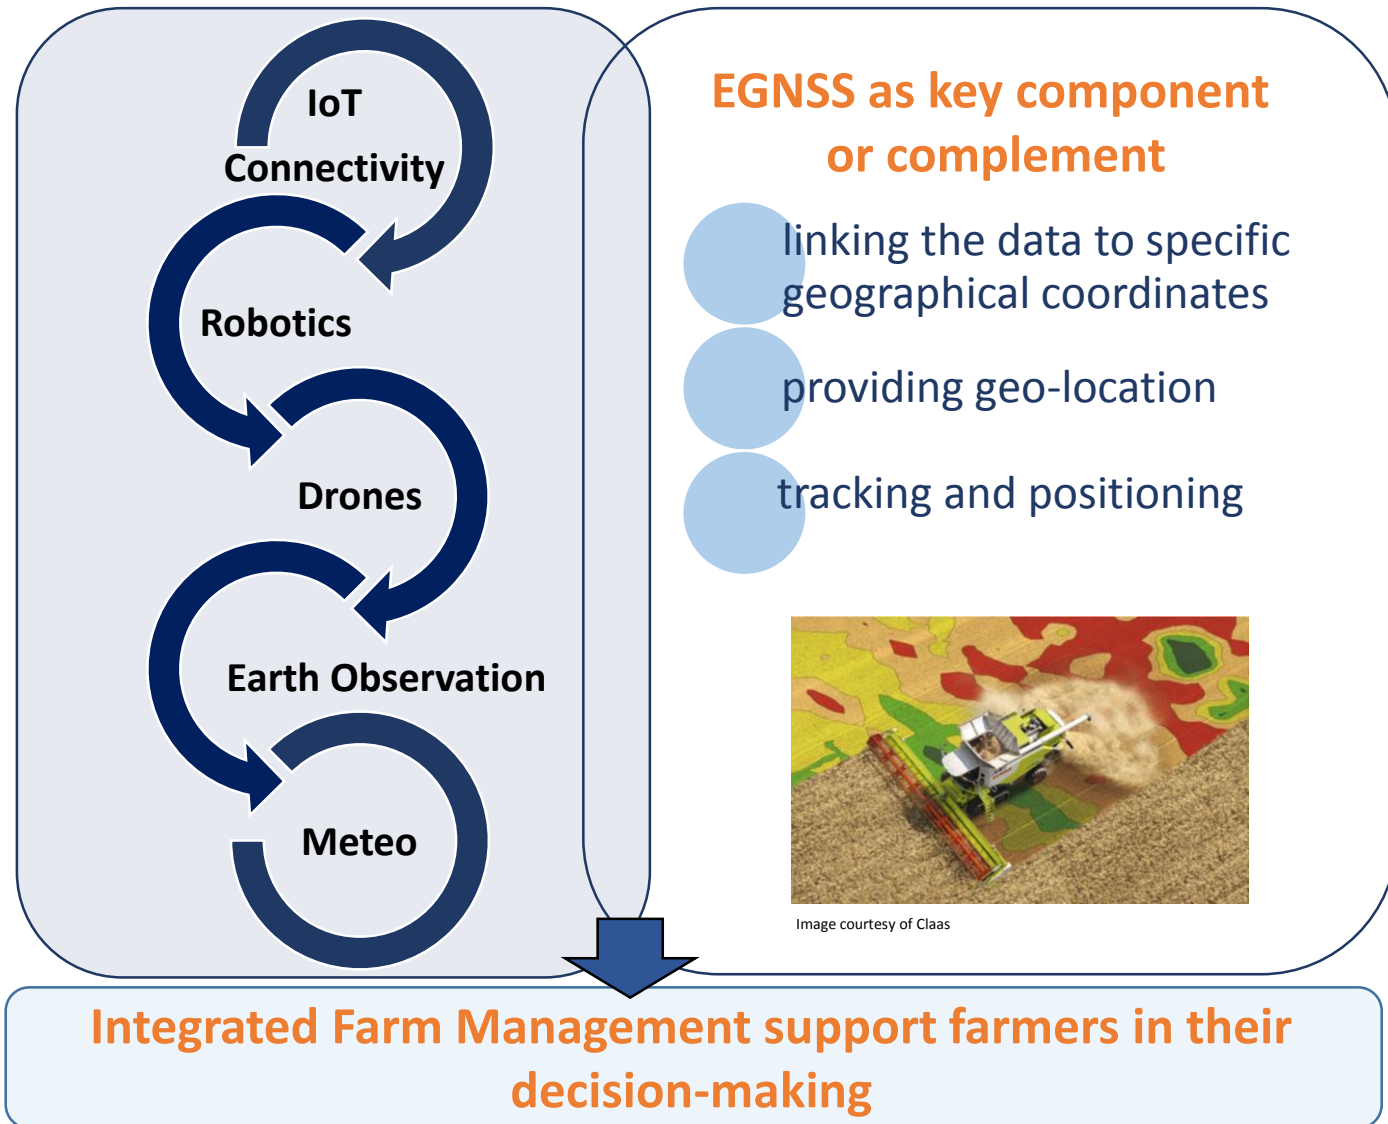 IoT
Connectivity
Robotics
Drones
Earth Observation
Meteo
EGNSS as key component
or complement
linking the data to specific
geographical coordinates
providing geo-location
tracking and positioning
Image courtesy of Claas
Integrated Farm Management support farmers in their
decision-making